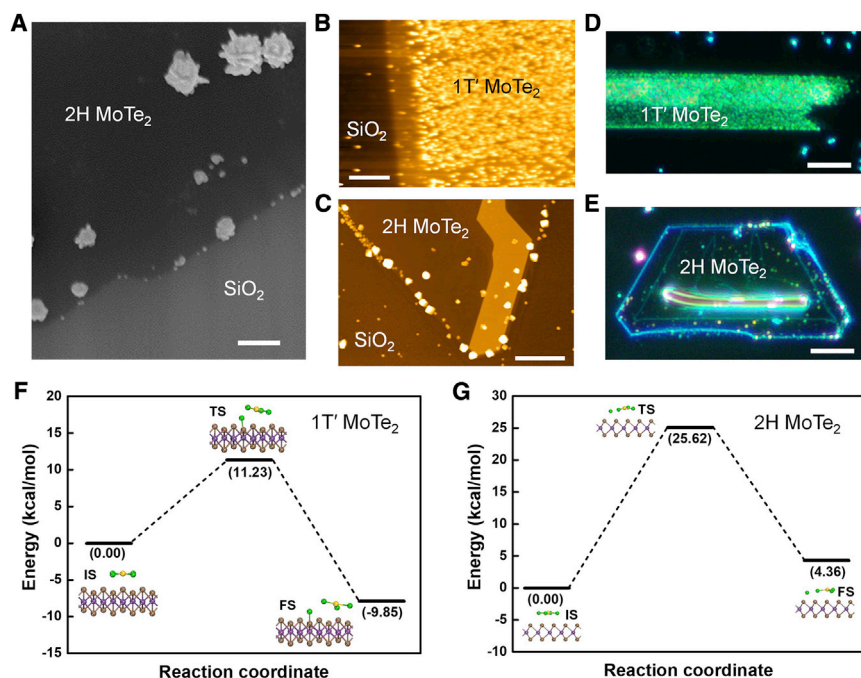 A
2H MoTe₂
SiO₂
B
1T′ MoTe₂
SiO₂
C
2H MoTe₂
SiO₂
D
1T′ MoTe₂
E
2H MoTe₂
F
20
15
10
5
0
-5
-10
-15
Energy (kcal/mol)
Reaction coordinate
1T′ MoTe₂
TS
(11.23)
(0.00)
IS
FS
(-9.85)
G
30
25
20
15
10
5
0
-5
-10
Energy (kcal/mol)
Reaction coordinate
2H MoTe₂
TS
(25.62)
(0.00)
IS
(4.36)
FS